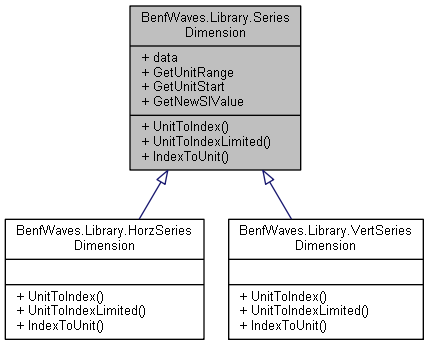 BenfWaves.Library.Series
Dimension
+ data
+ GetUnitRange
+ GetUnitStart
+ GetNewSIValue
+ UnitToIndex()
+ UnitToIndexLimited()
+ IndexToUnit()
BenfWaves.Library.HorzSeries
Dimension
+ UnitToIndex()
+ UnitToIndexLimited()
+ IndexToUnit()
BenfWaves.Library.VertSeries
Dimension
+ UnitToIndex()
+ UnitToIndexLimited()
+ IndexToUnit()